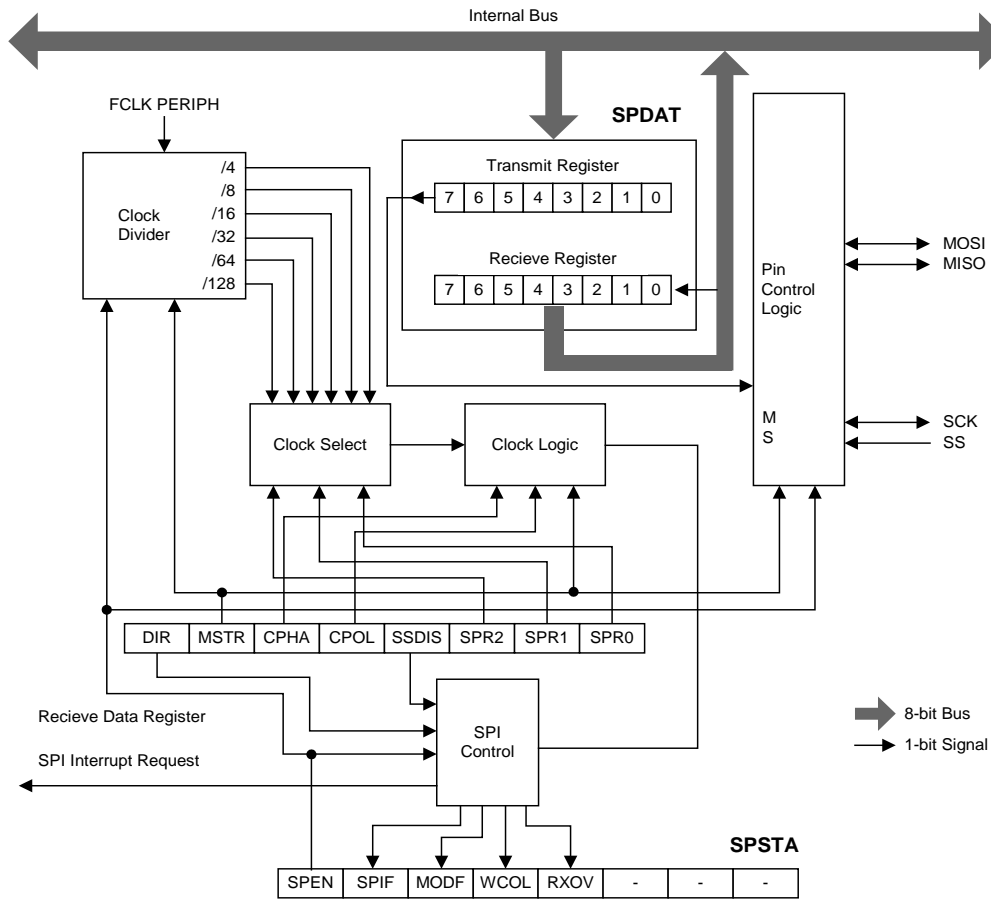 Internal Bus
FCLK PERIPH
SPDAT
/4
/8
/16
/32
/64
/128
Clock
Divider
Transmit Register
7 6 5 4 3 2 1 0
Recieve Register
7 6 5 4 3 2 1 0
Pin
Control
Logic
M
S
MOSI
MISO
SCK
SS
Clock Select
Clock Logic
DIR MSTR CPHA CPOL SSDIS SPR2 SPR1 SPR0
Recieve Data Register
SPI Interrupt Request
SPI
Control
8-bit Bus
1-bit Signal
SPSTA
SPEN SPIF MODF WCOL RXOV - - -